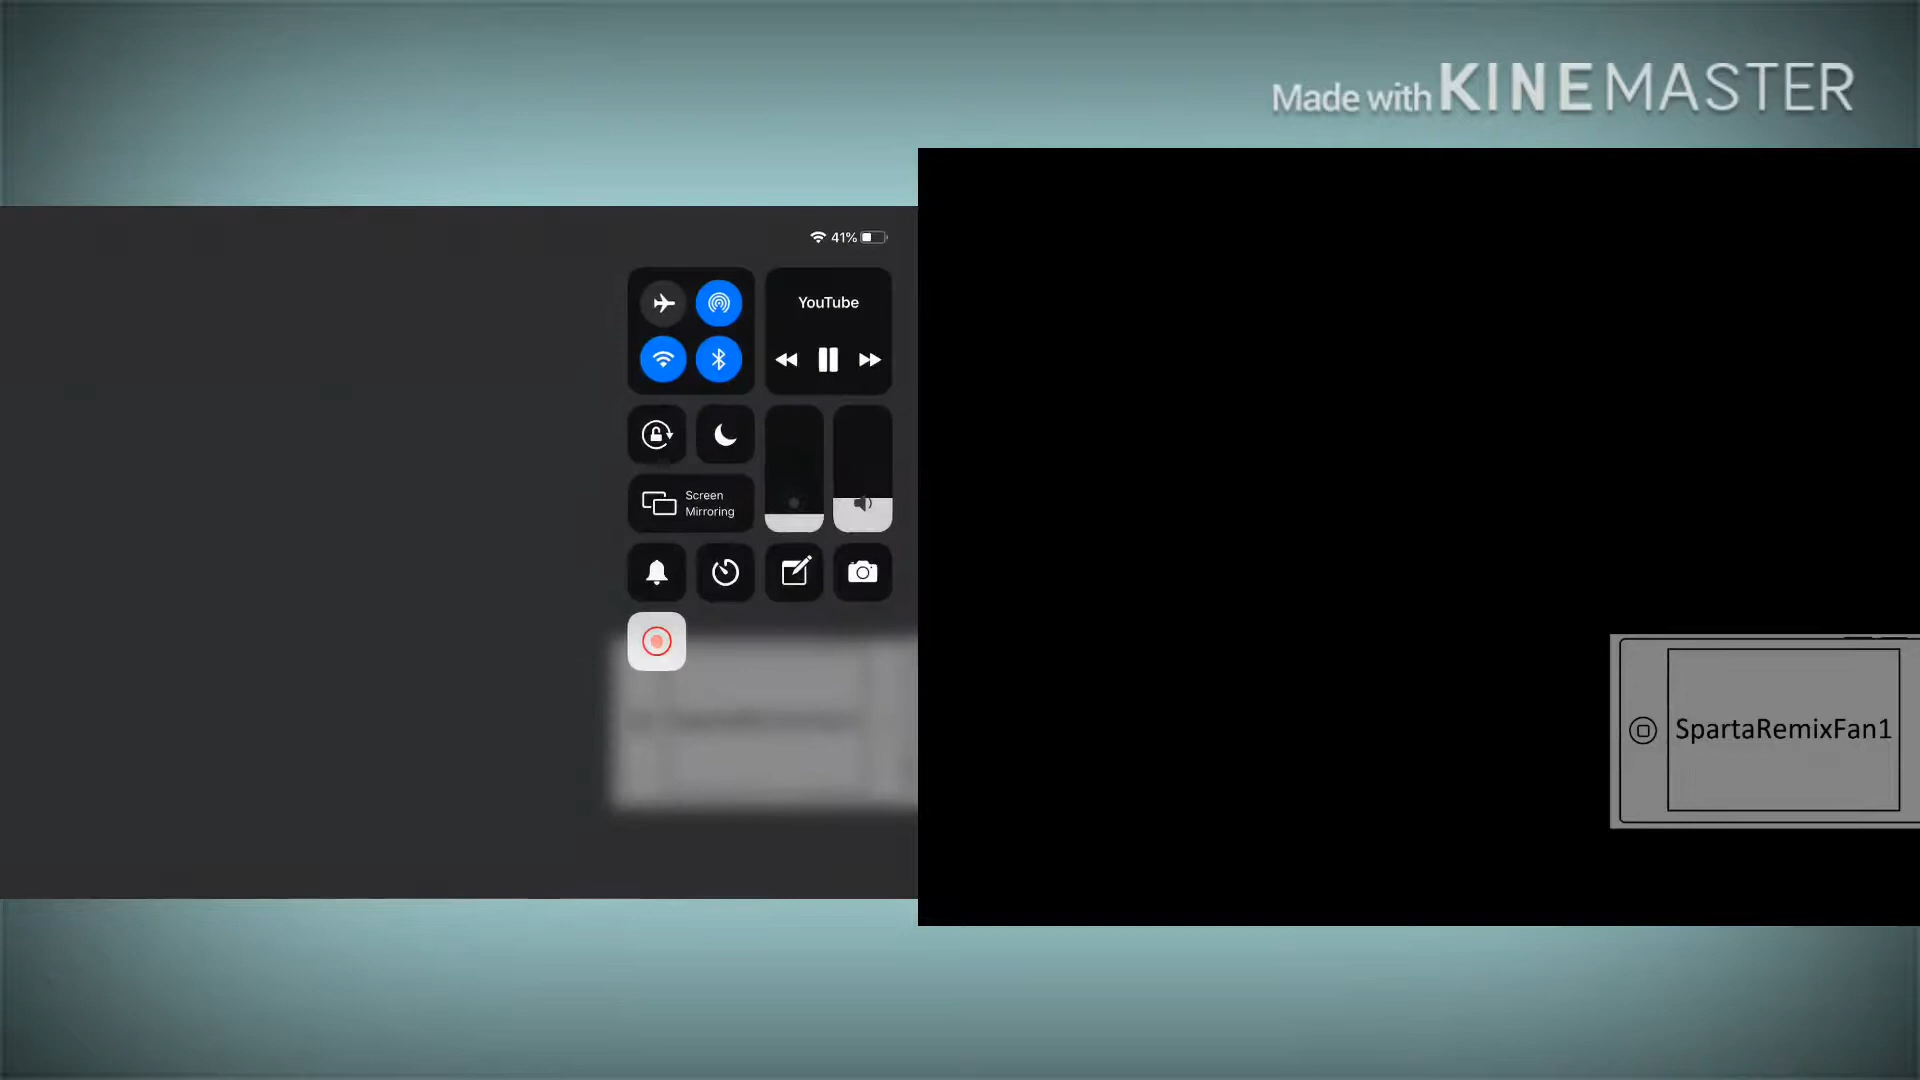 Made with KINEMASTER
41%
YouTube
Screen
Mirroring
SpartaRemixFan1